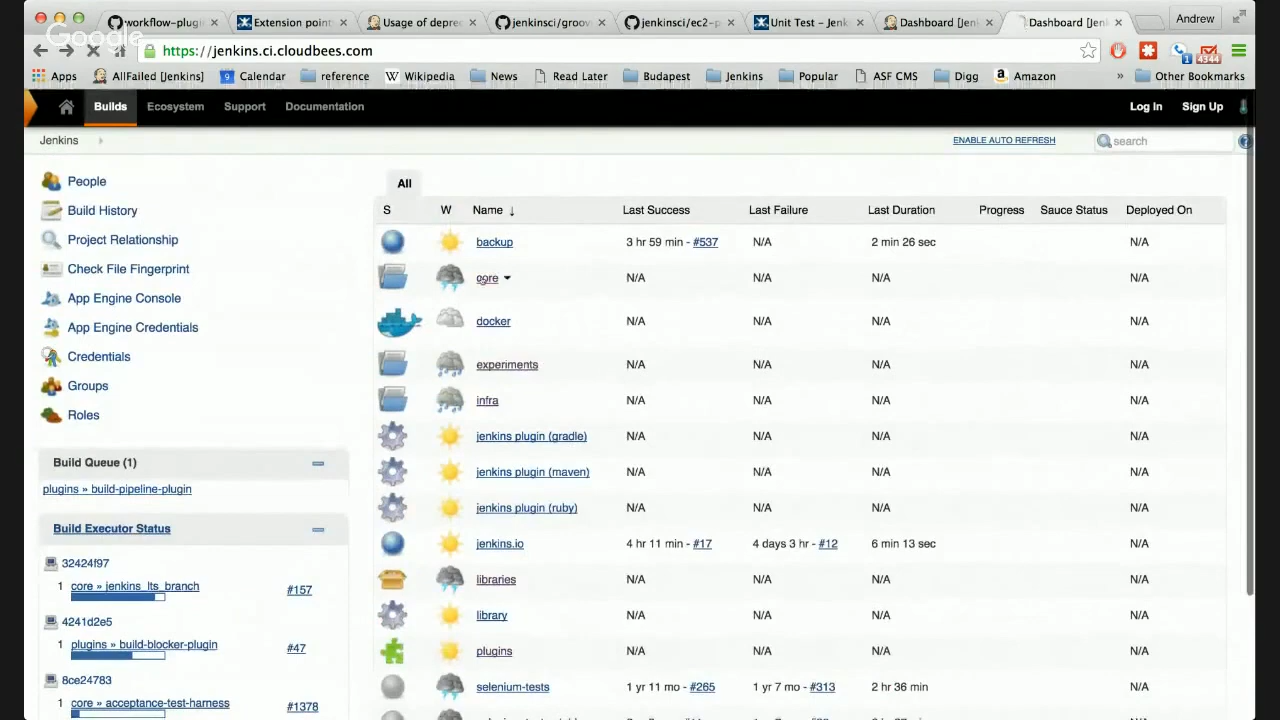 workflow-plugin
Extension point
Usage of depre
jenkinsci/groov
jenkinsci/ec2-p
Unit Test - Jenk
Dashboard [Jen
Dashboard [Jenk
Andrew
Google
https://jenkins.ci.cloudbees.com
1
4344
Apps
AllFailed [Jenkins]
9
Calendar
reference
W Wikipedia
News
Read Later
Budapest
Jenkins
Popular
ASF CMS
Digg
a Amazon
»
Other Bookmarks
Builds
Ecosystem
Support
Documentation
Log In
Sign Up
Jenkins
ENABLE AUTO REFRESH
search
People
Build History
Project Relationship
Check File Fingerprint
App Engine Console
App Engine Credentials
Credentials
Groups
Roles
Build Queue (1)
plugins » build-pipeline-plugin
Build Executor Status
32424f97
1 core » jenkins_lts_branch #157
4241d2e5
1 plugins » build-blocker-plugin #47
8ce24783
1 core » acceptance-test-harness #1378
All
S W Name ↓ Last Success Last Failure Last Duration Progress Sauce Status Deployed On
backup 3 hr 59 min - #537 N/A 2 min 26 sec N/A
core N/A N/A N/A N/A
docker N/A N/A N/A N/A
experiments N/A N/A N/A N/A
infra N/A N/A N/A N/A
jenkins plugin (gradle) N/A N/A N/A N/A
jenkins plugin (maven) N/A N/A N/A N/A
jenkins plugin (ruby) N/A N/A N/A N/A
jenkins.io 4 hr 11 min - #17 4 days 3 hr - #12 6 min 13 sec N/A
libraries N/A N/A N/A N/A
library N/A N/A N/A N/A
plugins N/A N/A N/A N/A
selenium-tests 1 yr 11 mo - #265 1 yr 7 mo - #313 2 hr 36 min N/A